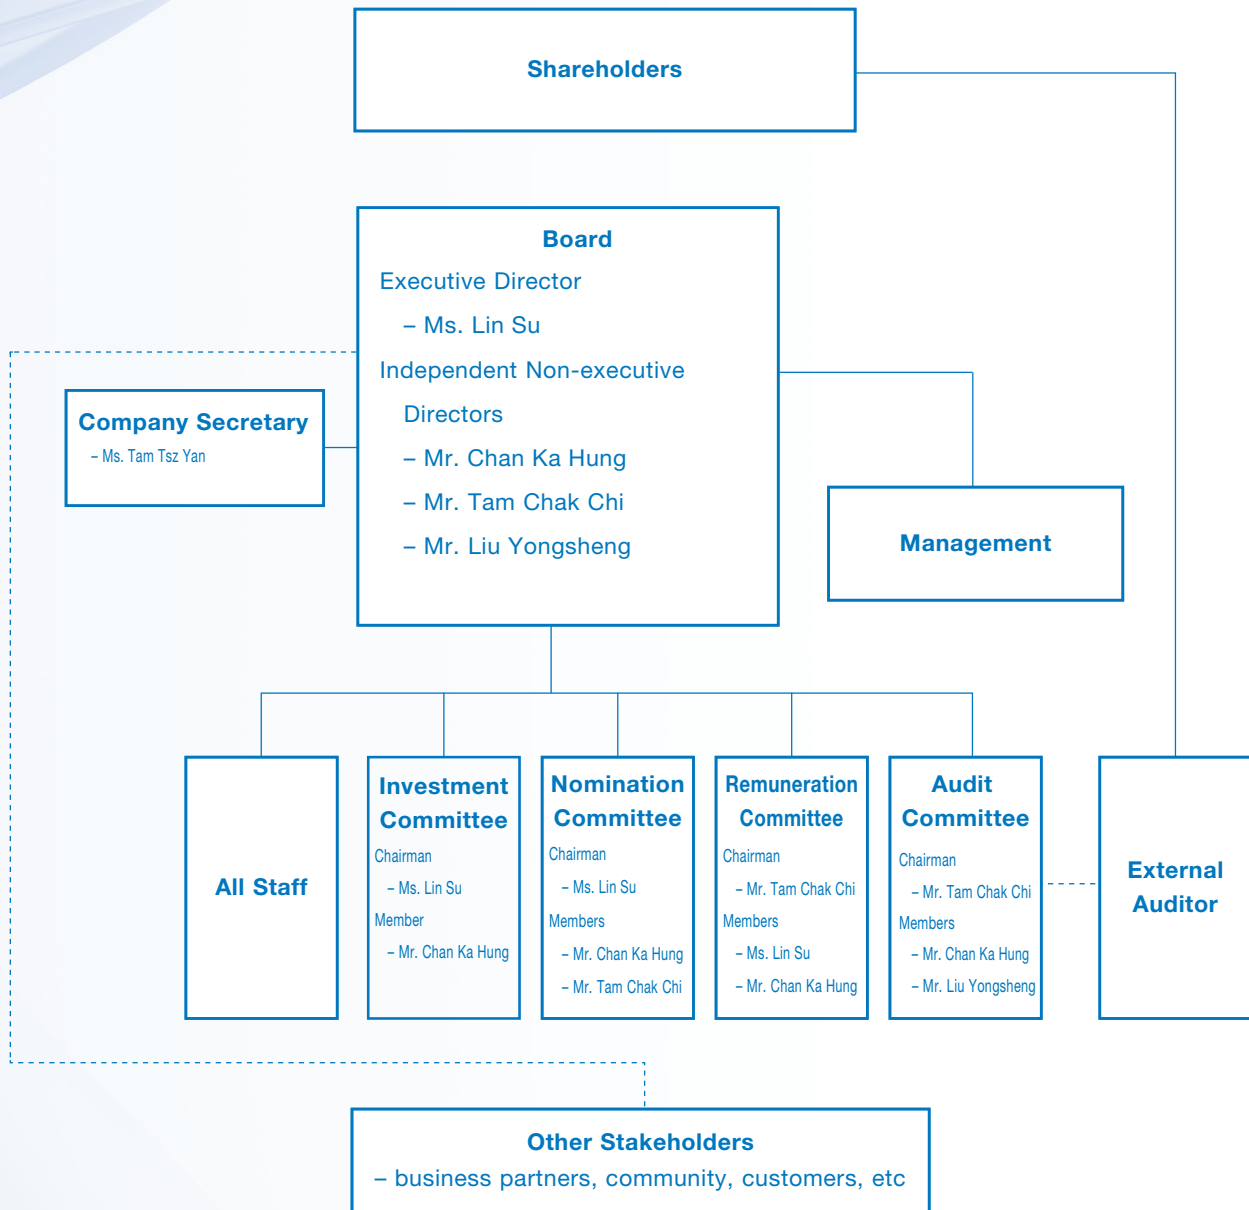 Shareholders
Board
Executive Director
– Ms. Lin Su
Independent Non-executive
Directors
– Mr. Chan Ka Hung
– Mr. Tam Chak Chi
– Mr. Liu Yongsheng
Company Secretary
– Ms. Tam Tsz Yan
Management
All Staff
Investment
Committee
Chairman
– Ms. Lin Su
Member
– Mr. Chan Ka Hung
Nomination
Committee
Chairman
– Ms. Lin Su
Members
– Mr. Chan Ka Hung
– Mr. Tam Chak Chi
Remuneration
Committee
Chairman
– Mr. Tam Chak Chi
Members
– Ms. Lin Su
– Mr. Chan Ka Hung
Audit
Committee
Chairman
– Mr. Tam Chak Chi
Members
– Mr. Chan Ka Hung
– Mr. Liu Yongsheng
External
Auditor
Other Stakeholders
– business partners, community, customers, etc